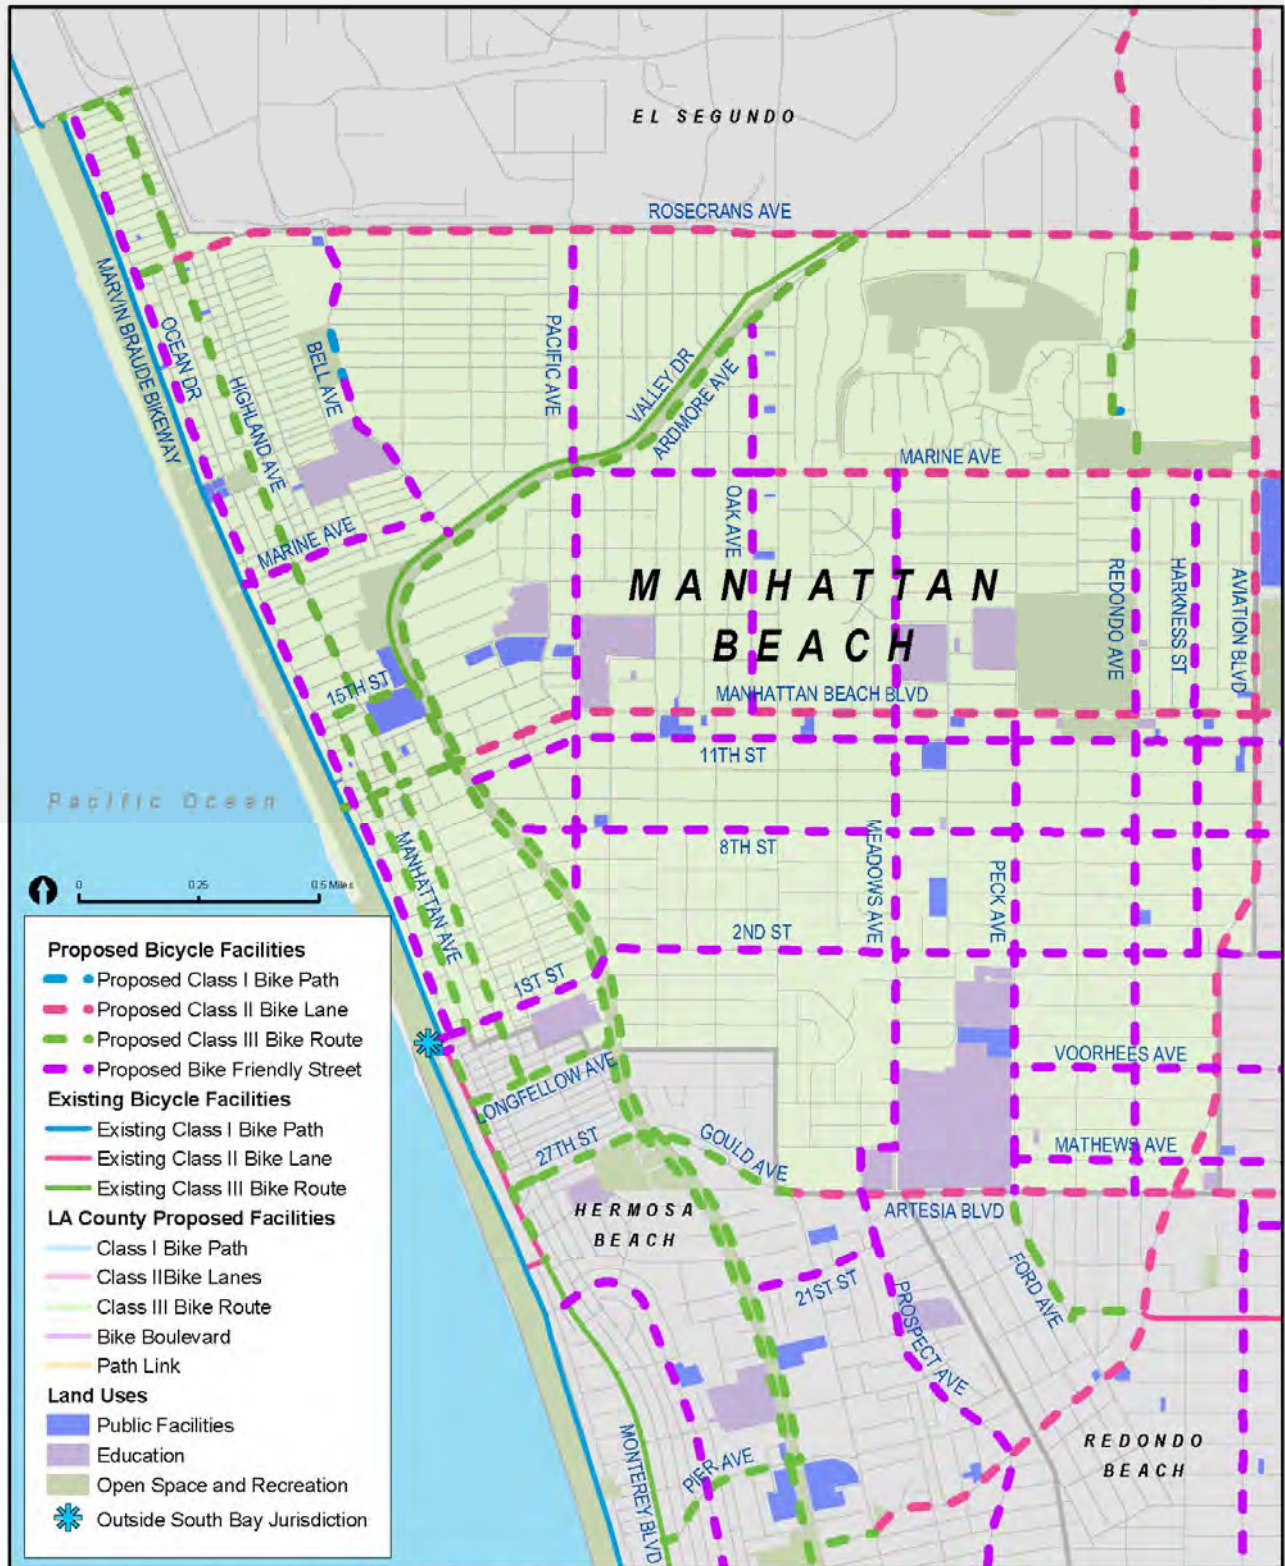 EL SEGUNDO
ROSECRANS AVE
MARVIN BRAUDE BIKEWAY
OCEAN DR
HIGHLAND AVE
BELL AVE
PACIFIC AVE
VALLEY DR
ARDMORE AVE
MARINE AVE
OAK AVE
MARINE AVE
MANHATTAN
BEACH
REDONDO AVE
HARKNESS ST
AVIATION BLVD
15TH ST
MANHATTAN BEACH BLVD
11TH ST
Pacific Ocean
MANHATTAN AVE
8TH ST
MEADOWS AVE
PECK AVE
0 0.25 0.5 Miles
2ND ST
1ST ST
VOORHEES AVE
LONGFELLOW AVE
27TH ST
GOULD AVE
MATHEWS AVE
HERMOSA
BEACH
ARTESIA BLVD
21ST ST
FORD AVE
PROSPECT AVE
MONTEREY BLVD
PIER AVE
REDONDO
BEACH
Proposed Bicycle Facilities
Proposed Class I Bike Path
Proposed Class II Bike Lane
Proposed Class III Bike Route
Proposed Bike Friendly Street
Existing Bicycle Facilities
Existing Class I Bike Path
Existing Class II Bike Lane
Existing Class III Bike Route
LA County Proposed Facilities
Class I Bike Path
Class IIBike Lanes
Class III Bike Route
Bike Boulevard
Path Link
Land Uses
Public Facilities
Education
Open Space and Recreation
Outside South Bay Jurisdiction